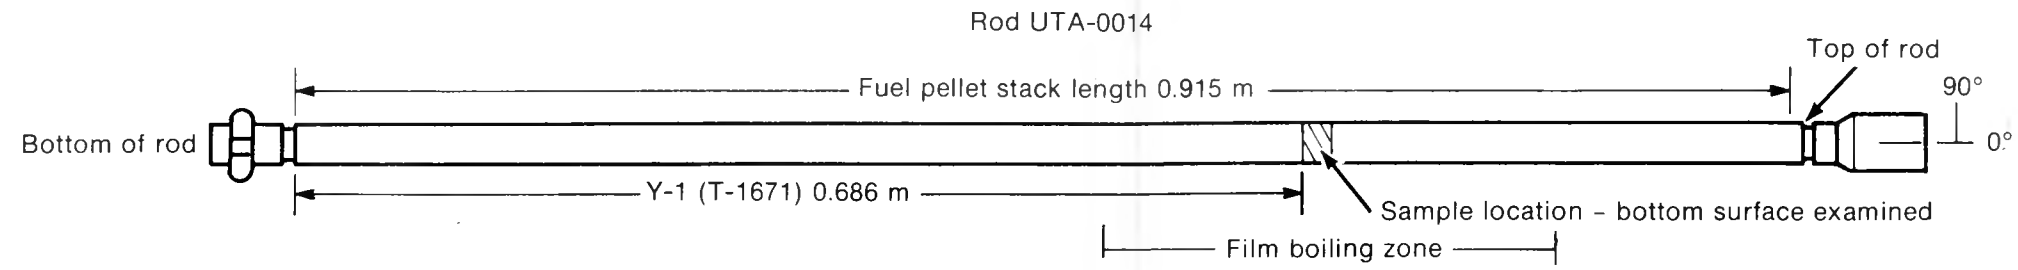 Rod UTA-0014
Top of rod
Fuel pellet stack length 0.915 m
90°
Bottom of rod
0°
Y-1 (T-1671) 0.686 m
Sample location - bottom surface examined
Film boiling zone